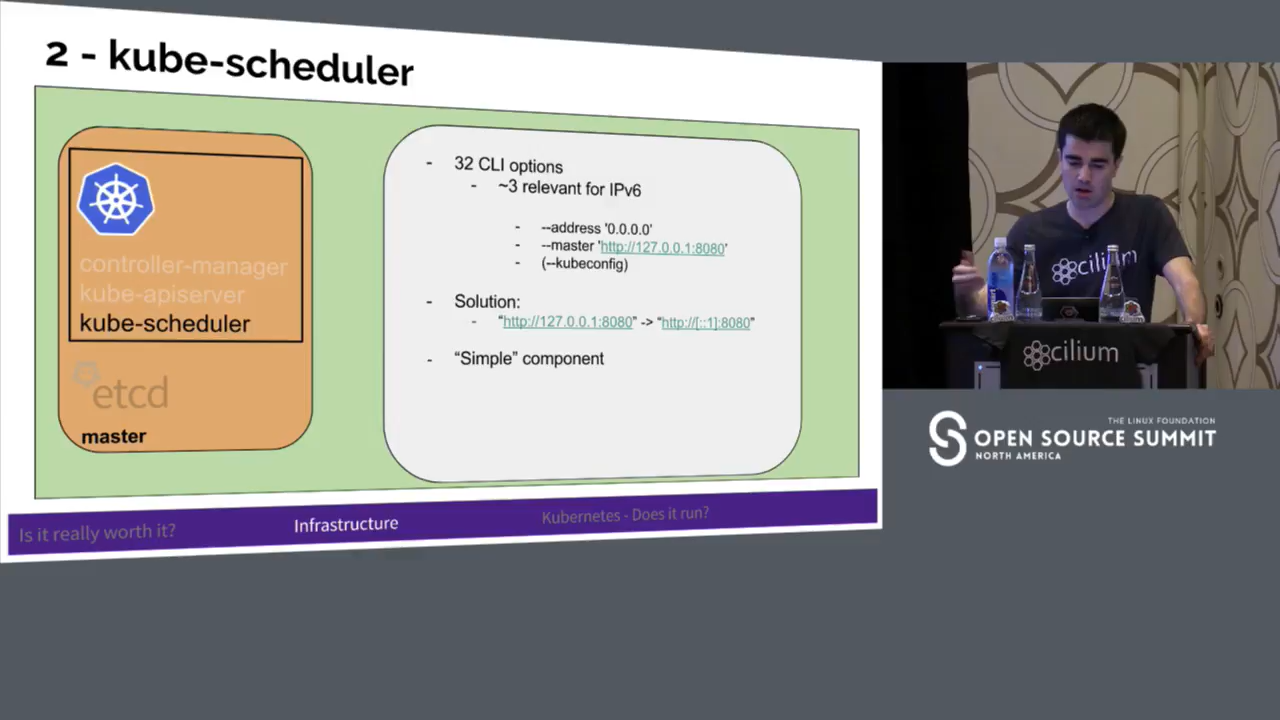 2 - kube-scheduler
controller-manager
kube-apiserver
kube-scheduler
etcd
master
- 32 CLI options
- ~3 relevant for IPv6
- --address '0.0.0.0'
- --master 'http://127.0.0.1:8080'
- (--kubeconfig)
- Solution:
- "http://127.0.0.1:8080" -> "http://[::1]:8080"
- "Simple" component
Is it really worth it?
Infrastructure
Kubernetes - Does it run?
cilium
cilium
THE LINUX FOUNDATION
OPEN SOURCE SUMMIT
NORTH AMERICA